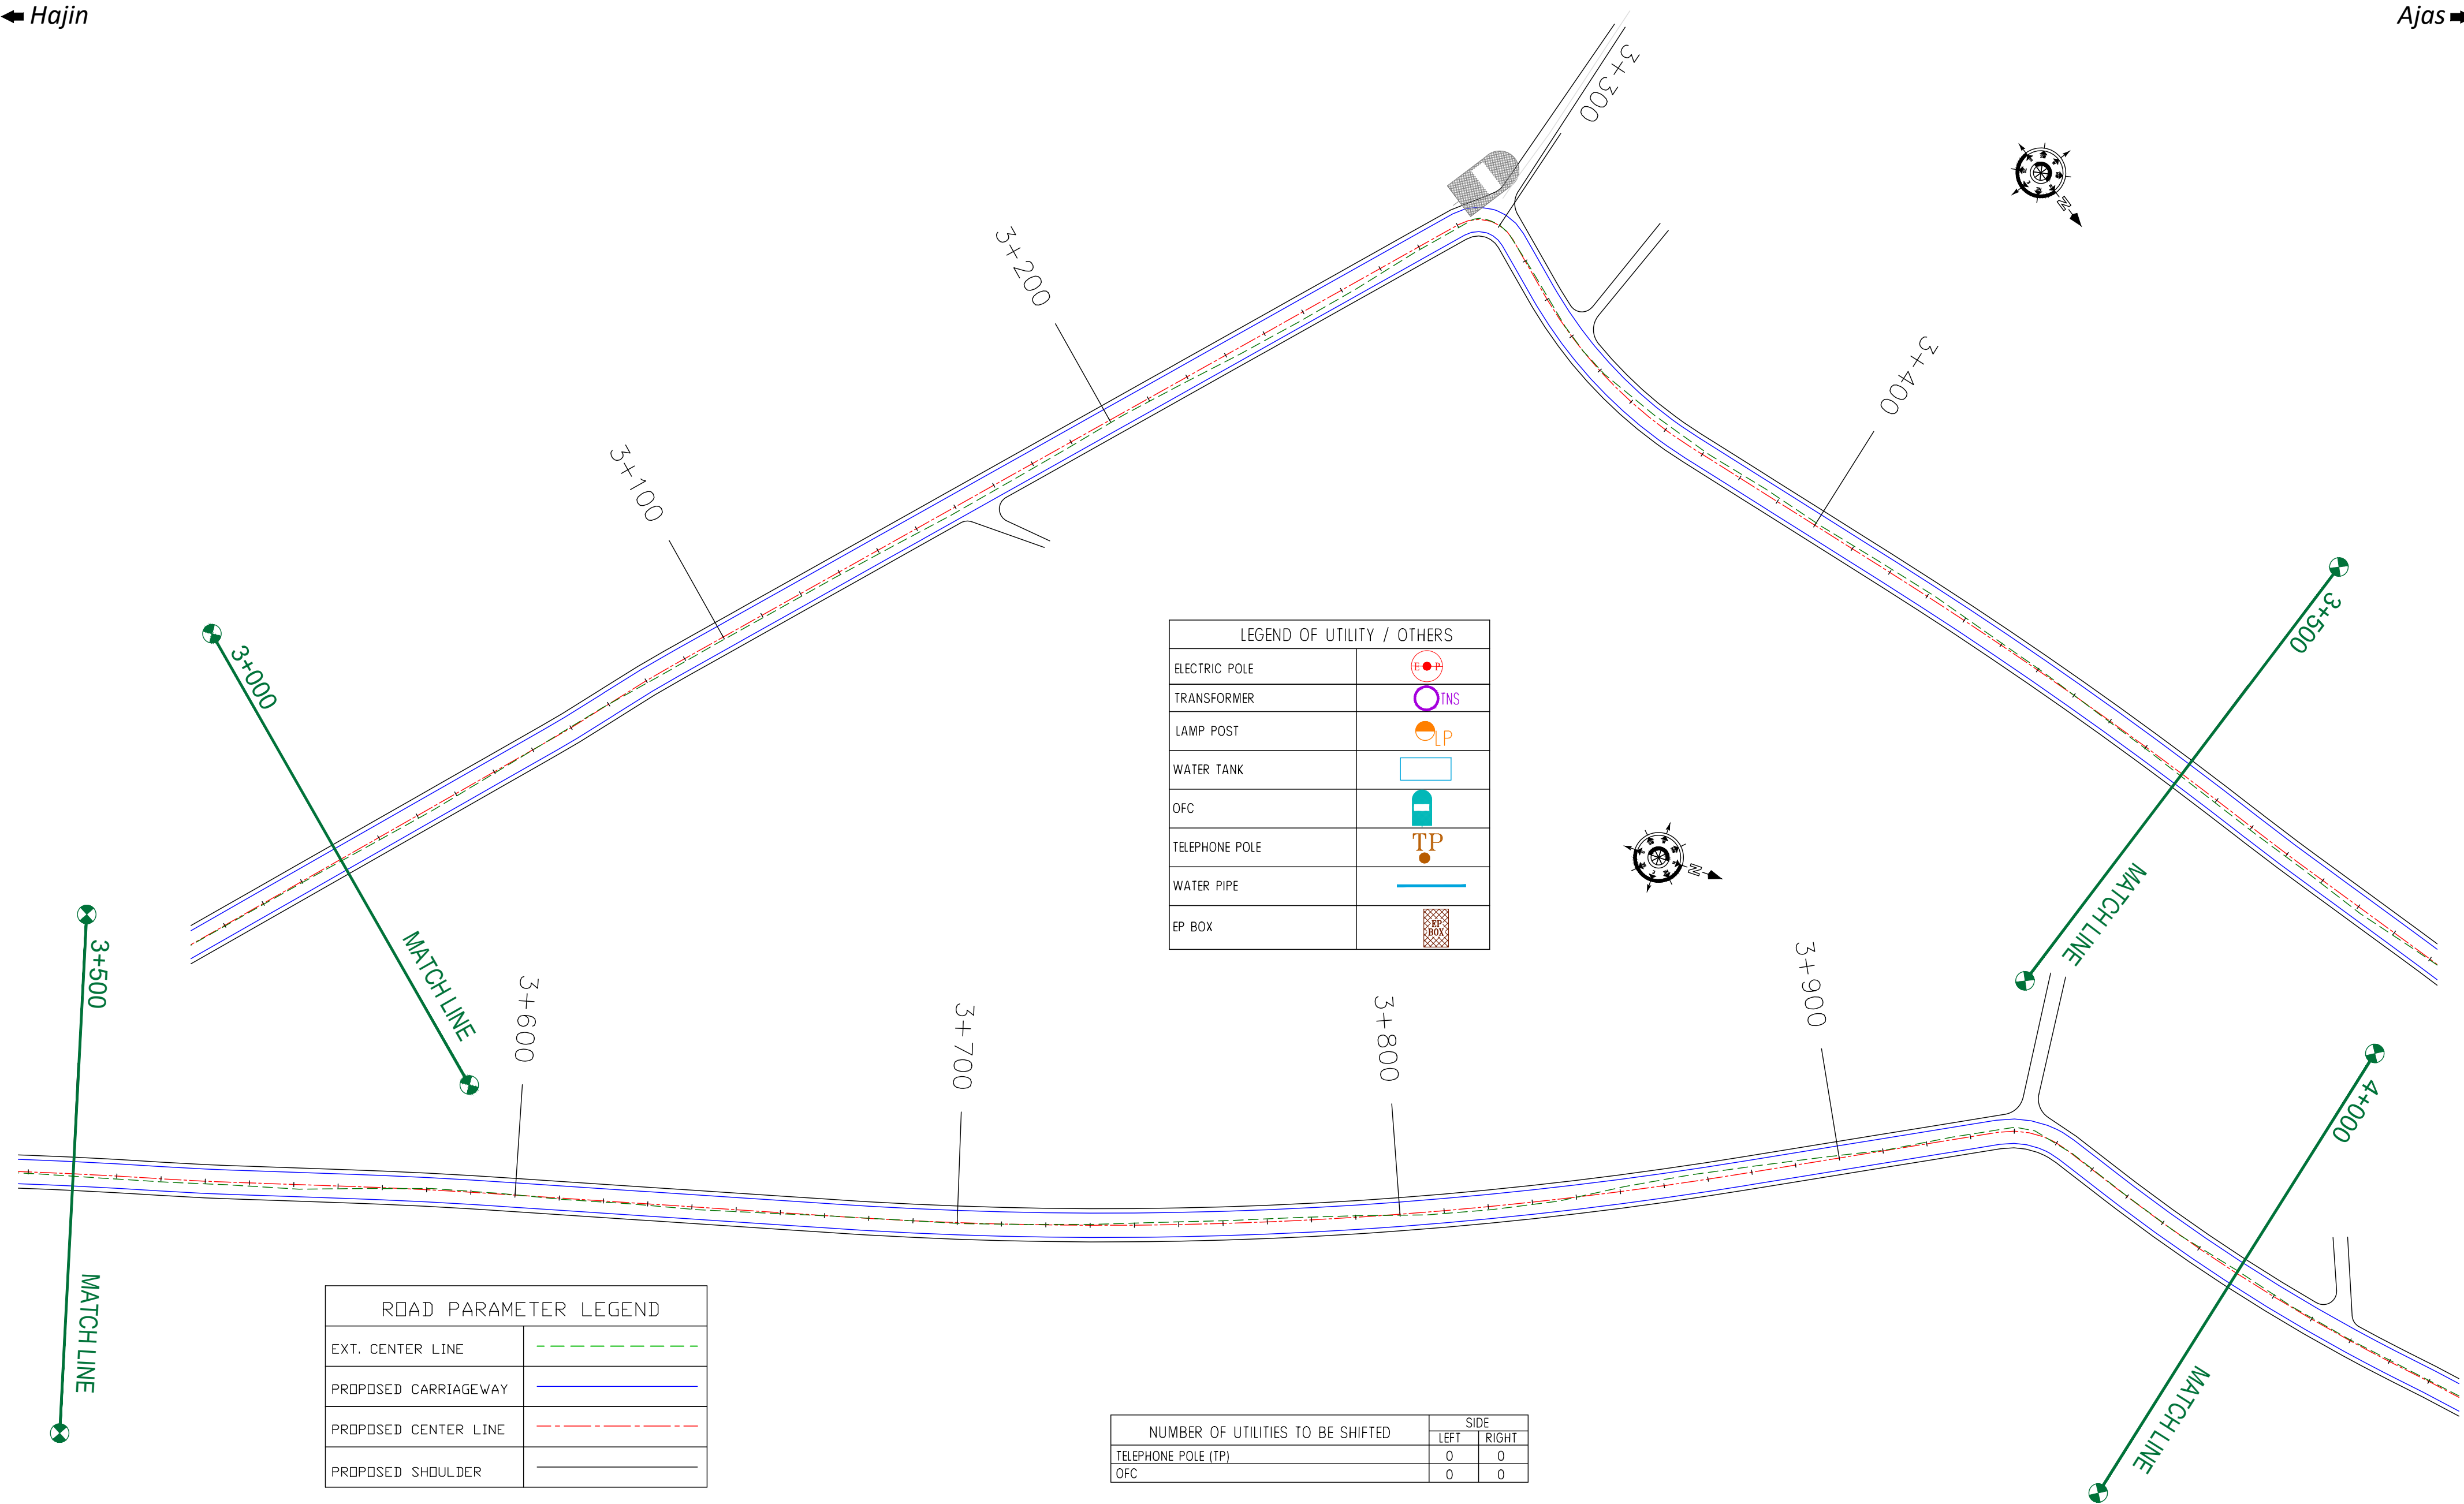 Hajin
Ajas
3+300
N
3+200
3+400
3+100
3+500
3+000
MATCH LINE
MATCH LINE
LEGEND OF UTILITY / OTHERS
ELECTRIC POLE
E P
TRANSFORMER
TNS
LAMP POST
LP
WATER TANK
OFC
TELEPHONE POLE
TP
WATER PIPE
EP BOX
EP
BOX
N
3+500
3+600
3+700
3+800
3+900
4+000
MATCH LINE
MATCH LINE
ROAD PARAMETER LEGEND
EXT. CENTER LINE
PROPOSED CARRIAGEWAY
PROPOSED CENTER LINE
PROPOSED SHOULDER
NUMBER OF UTILITIES TO BE SHIFTED
SIDE
LEFT RIGHT
TELEPHONE POLE (TP) 0 0
OFC 0 0